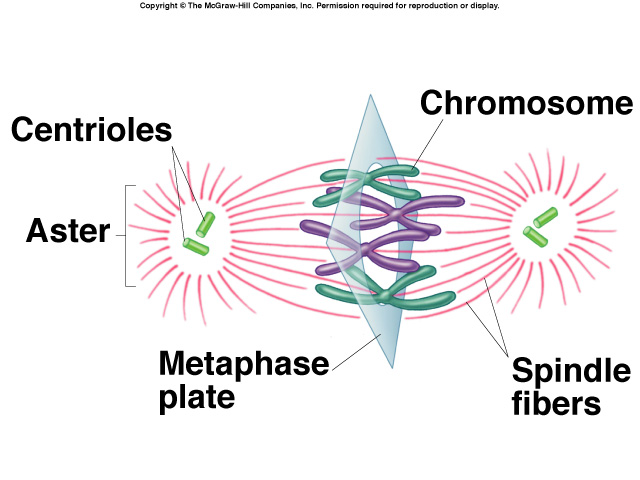 Copyright © The McGraw-Hill Companies, Inc. Permission required for reproduction or display.
Chromosome
Centrioles
Aster
Metaphase
plate
Spindle
fibers